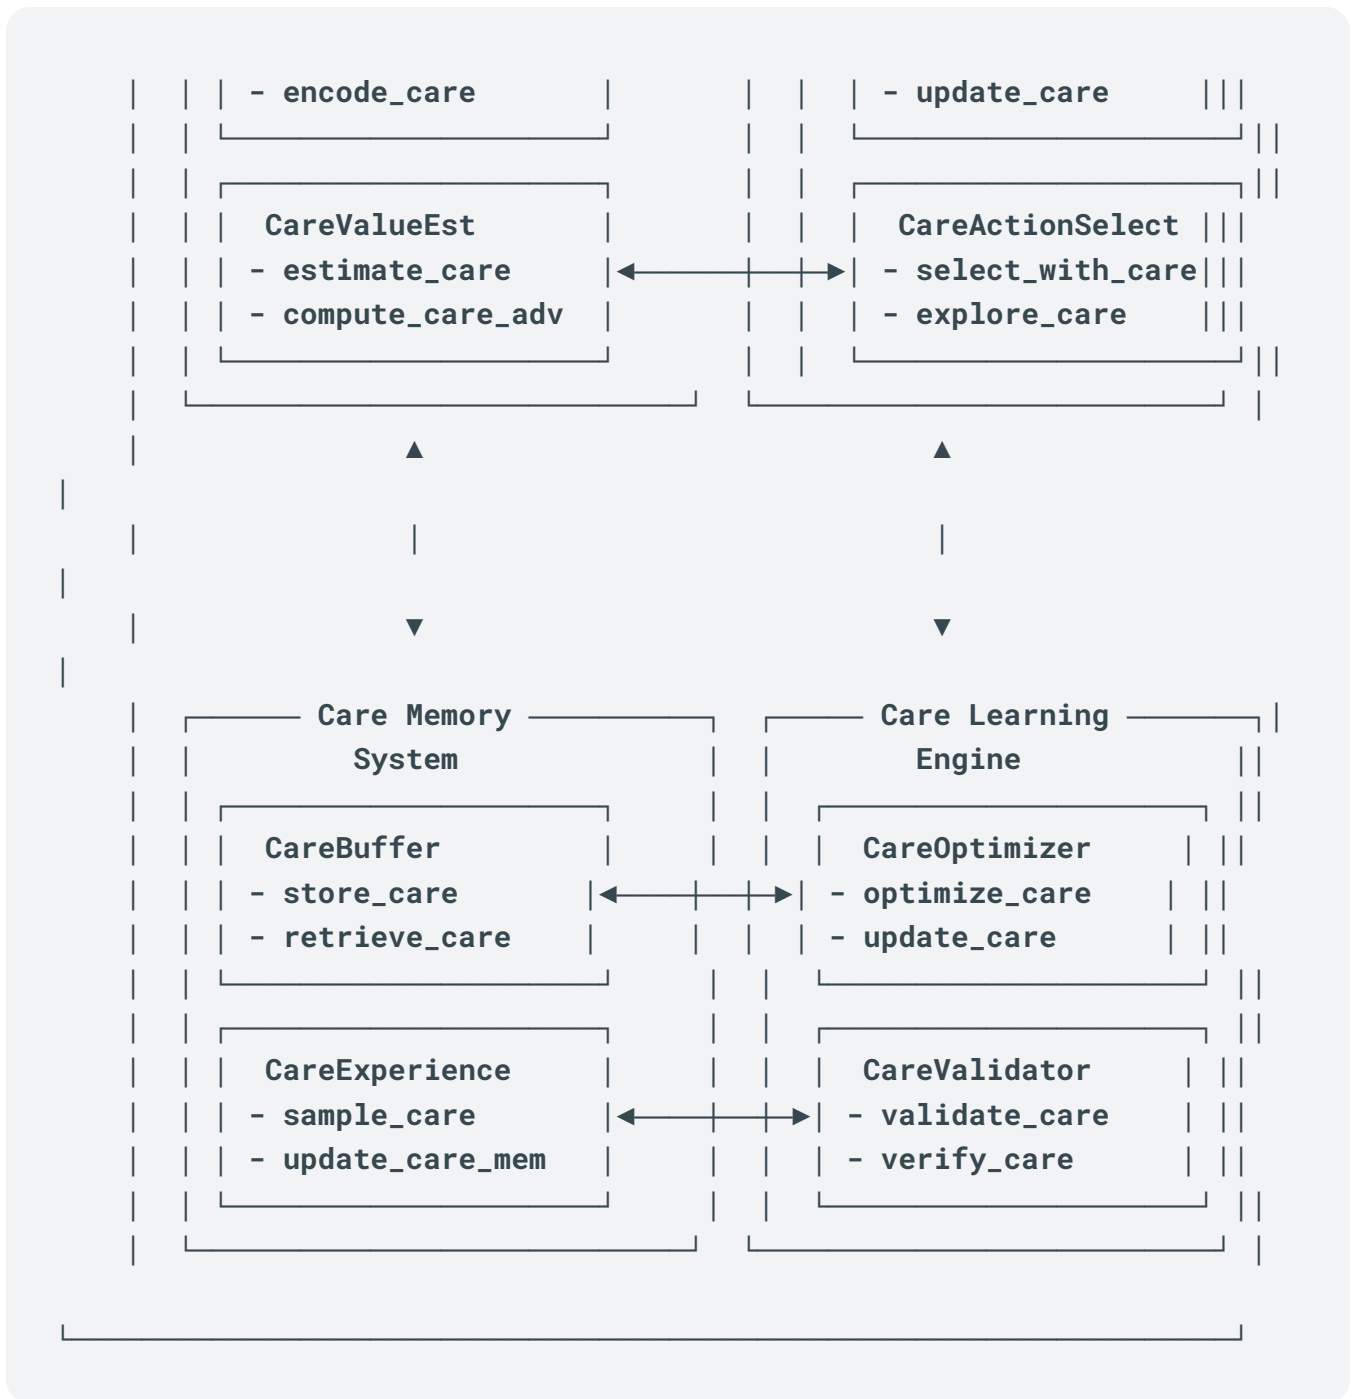 - encode_care - update_care
CareValueEst CareActionSelect
- estimate_care - select_with_care
- compute_care_adv - explore_care
Care Memory Care Learning
System Engine
CareBuffer CareOptimizer
- store_care - optimize_care
- retrieve_care - update_care
CareExperience CareValidator
- sample_care - validate_care
- update_care_mem - verify_care